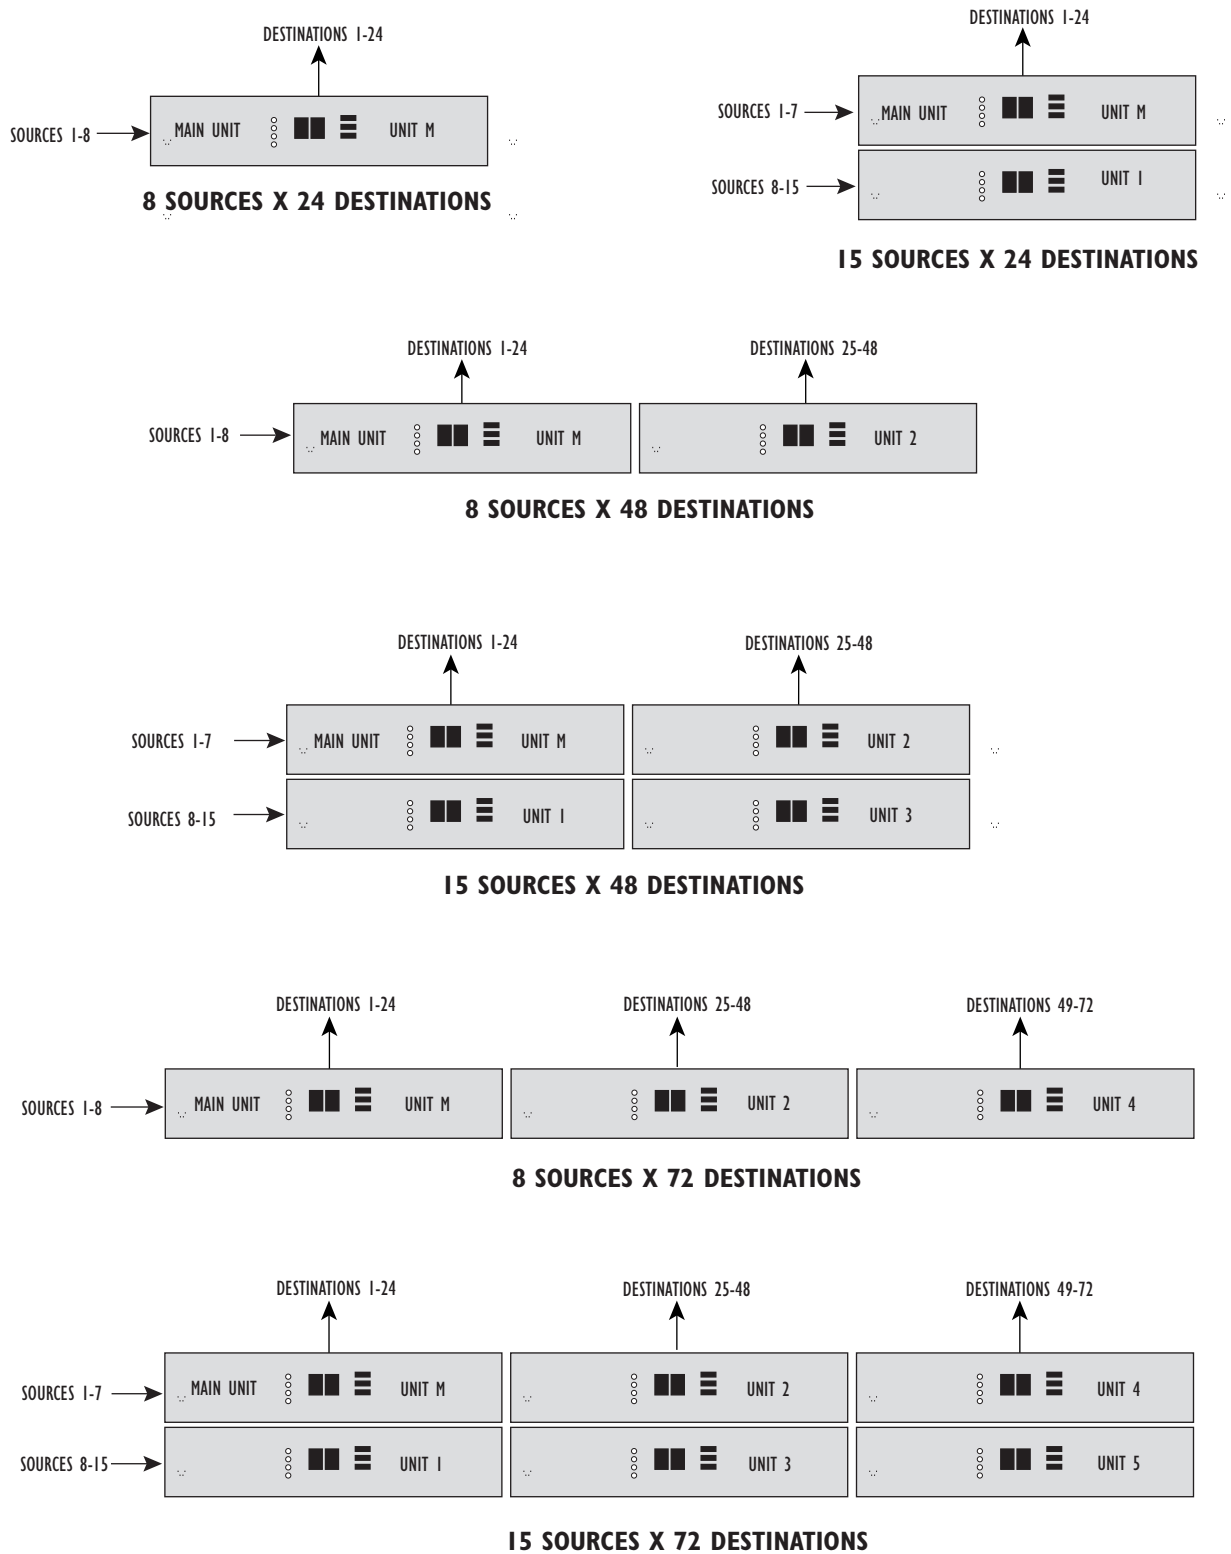 DESTINATIONS 1-24
SOURCES 1-8
MAIN UNIT
UNIT M
8 SOURCES X 24 DESTINATIONS
DESTINATIONS 1-24
SOURCES 1-7
MAIN UNIT
UNIT M
SOURCES 8-15
UNIT 1
15 SOURCES X 24 DESTINATIONS
DESTINATIONS 1-24
DESTINATIONS 25-48
SOURCES 1-8
MAIN UNIT
UNIT M
UNIT 2
8 SOURCES X 48 DESTINATIONS
DESTINATIONS 1-24
DESTINATIONS 25-48
SOURCES 1-7
MAIN UNIT
UNIT M
UNIT 2
SOURCES 8-15
UNIT 1
UNIT 3
15 SOURCES X 48 DESTINATIONS
DESTINATIONS 1-24
DESTINATIONS 25-48
DESTINATIONS 49-72
SOURCES 1-8
MAIN UNIT
UNIT M
UNIT 2
UNIT 4
8 SOURCES X 72 DESTINATIONS
DESTINATIONS 1-24
DESTINATIONS 25-48
DESTINATIONS 49-72
SOURCES 1-7
MAIN UNIT
UNIT M
UNIT 2
UNIT 4
SOURCES 8-15
UNIT 1
UNIT 3
UNIT 5
15 SOURCES X 72 DESTINATIONS